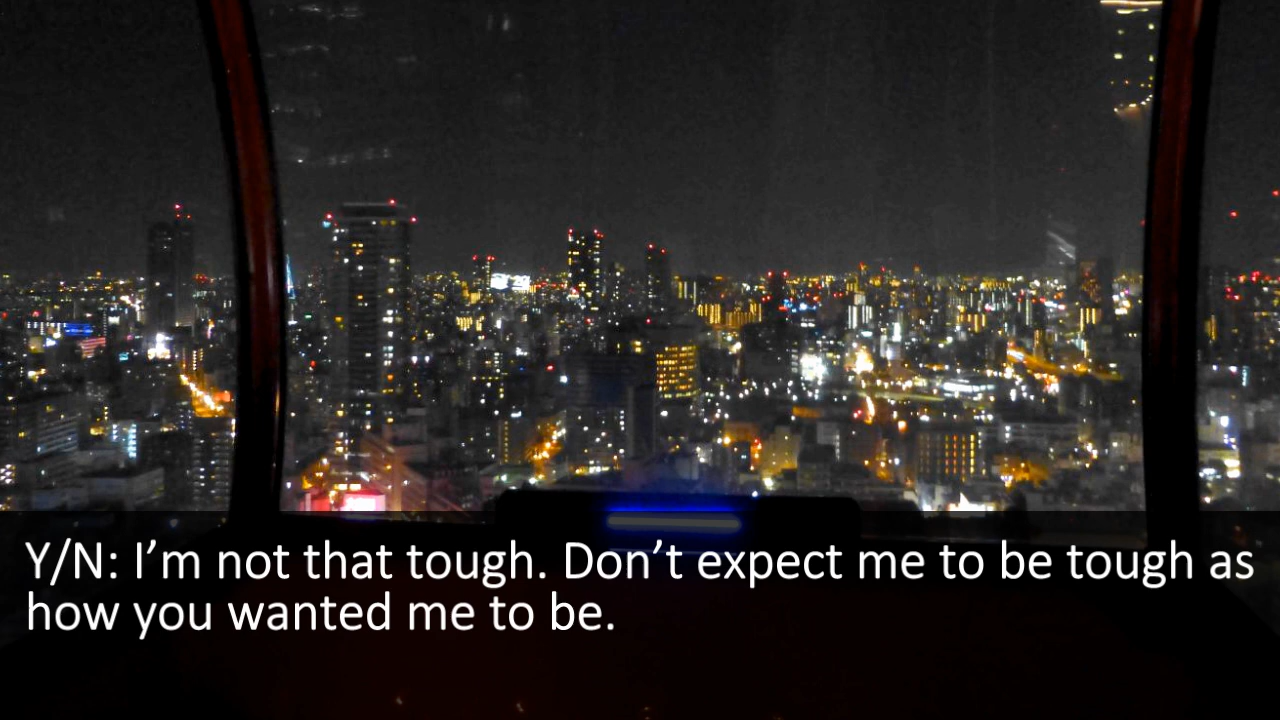 Y/N: I’m not that tough. Don’t expect me to be tough as
how you wanted me to be.